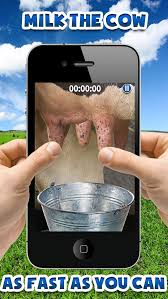 MILK THE COW
00:00:00
AS FAST AS YOU CAN